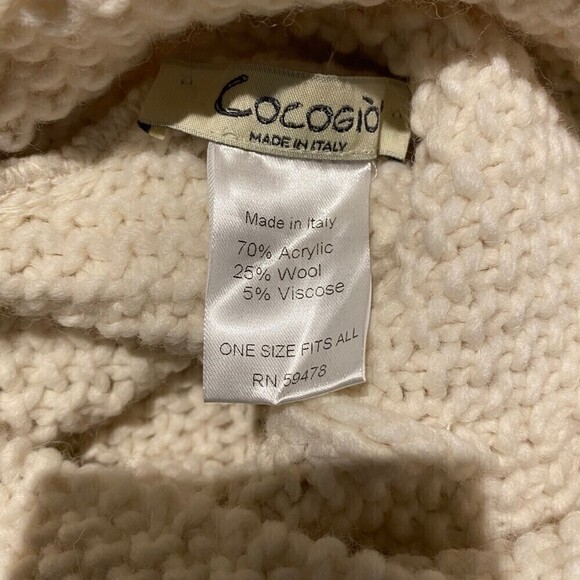 COCOGIÒ
MADE IN ITALY
Made in Italy
70% Acrylic
25% Wool
5% Viscose
ONE SIZE FITS ALL
RN 59478